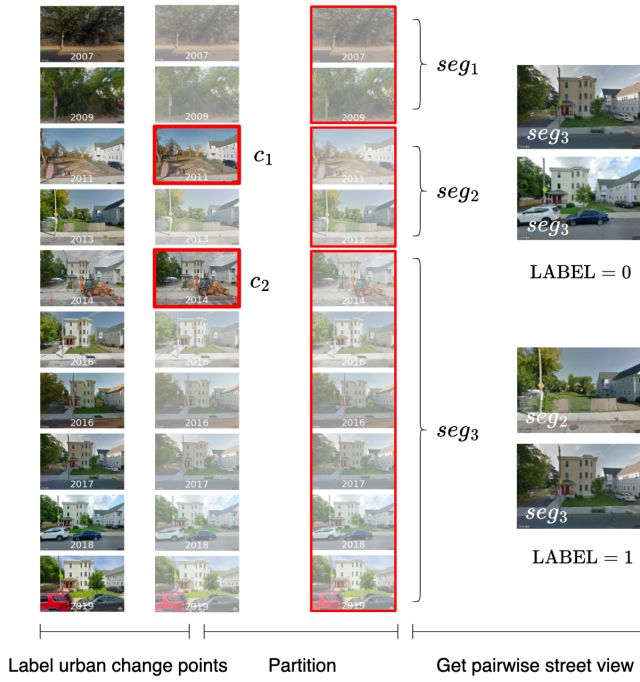 2007
2007
2007
seg₁
2009
2009
2009
seg₃
2011
2011
c₁
2011
seg₂
seg₃
2013
2013
2013
LABEL = 0
2014
2014
c₂
2014
2016
2016
2016
seg₂
2016
2016
2016
seg₃
2017
2017
2017
seg₃
2018
2018
2018
LABEL = 1
2019
2019
2019
Label urban change points
Partition
Get pairwise street view